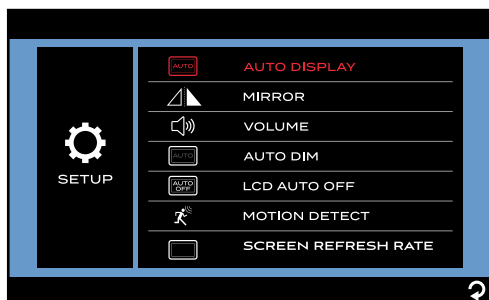 SETUP
AUTO AUTO DISPLAY
MIRROR
VOLUME
AUTO AUTO DIM
AUTO OFF LCD AUTO OFF
MOTION DETECT
SCREEN REFRESH RATE